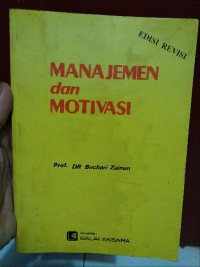 EDISI REVISI
MANAJEMEN
dan
MOTIVASI
Prof. DR Buchari Zainun
BALAI AKSARA